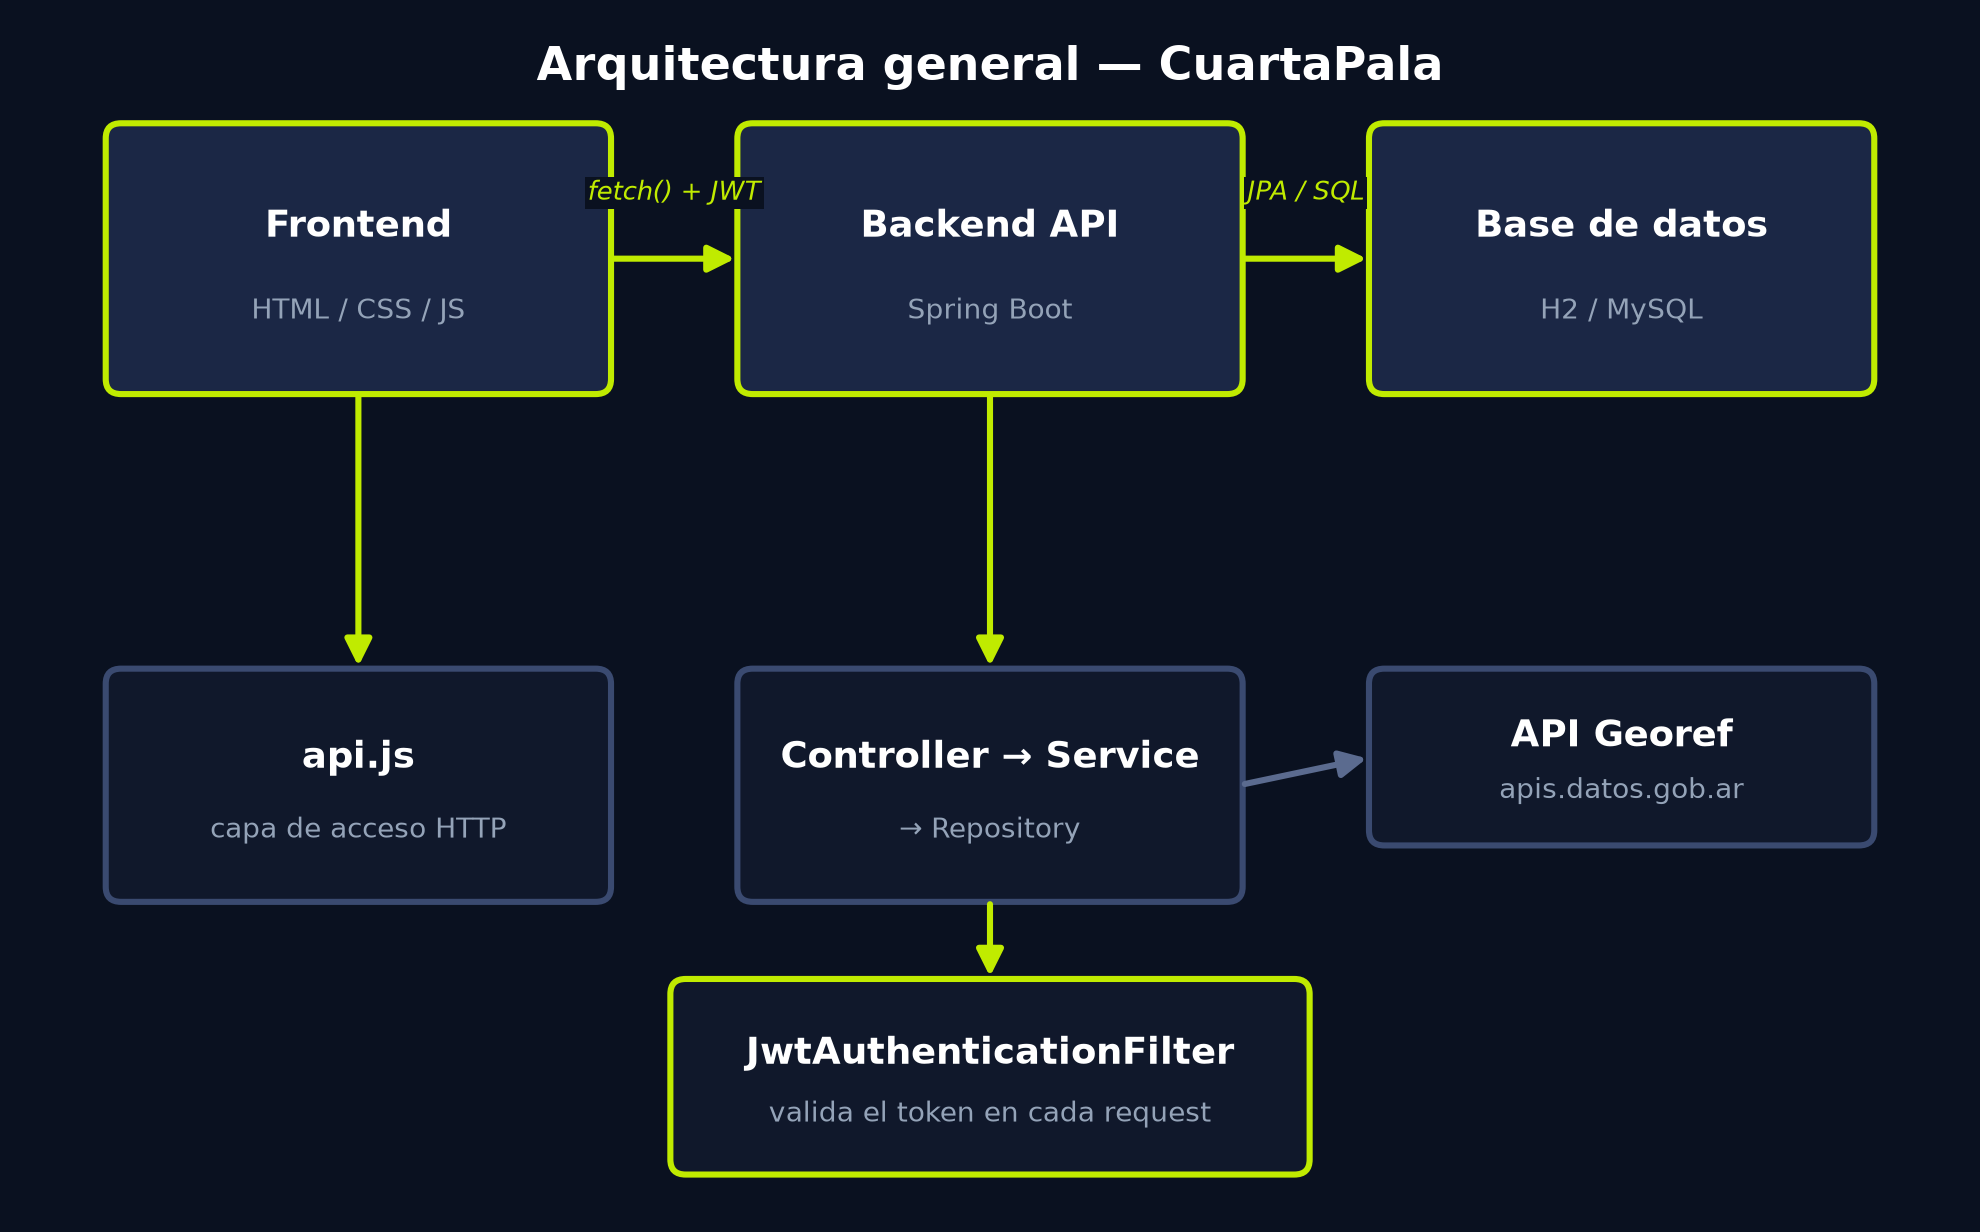 Arquitectura general — CuartaPala
fetch() + JWT
JPA / SQL
Frontend
HTML / CSS / JS
Backend API
Spring Boot
Base de datos
H2 / MySQL
api.js
capa de acceso HTTP
Controller → Service
→ Repository
API Georef
apis.datos.gob.ar
JwtAuthenticationFilter
valida el token en cada request